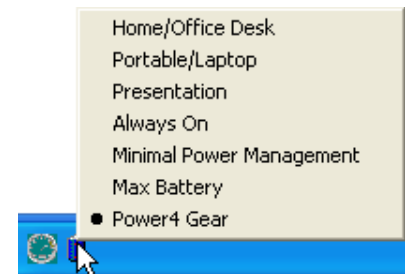 Home/Office Desk
Portable/Laptop
Presentation
Always On
Minimal Power Management
Max Battery
Power4 Gear